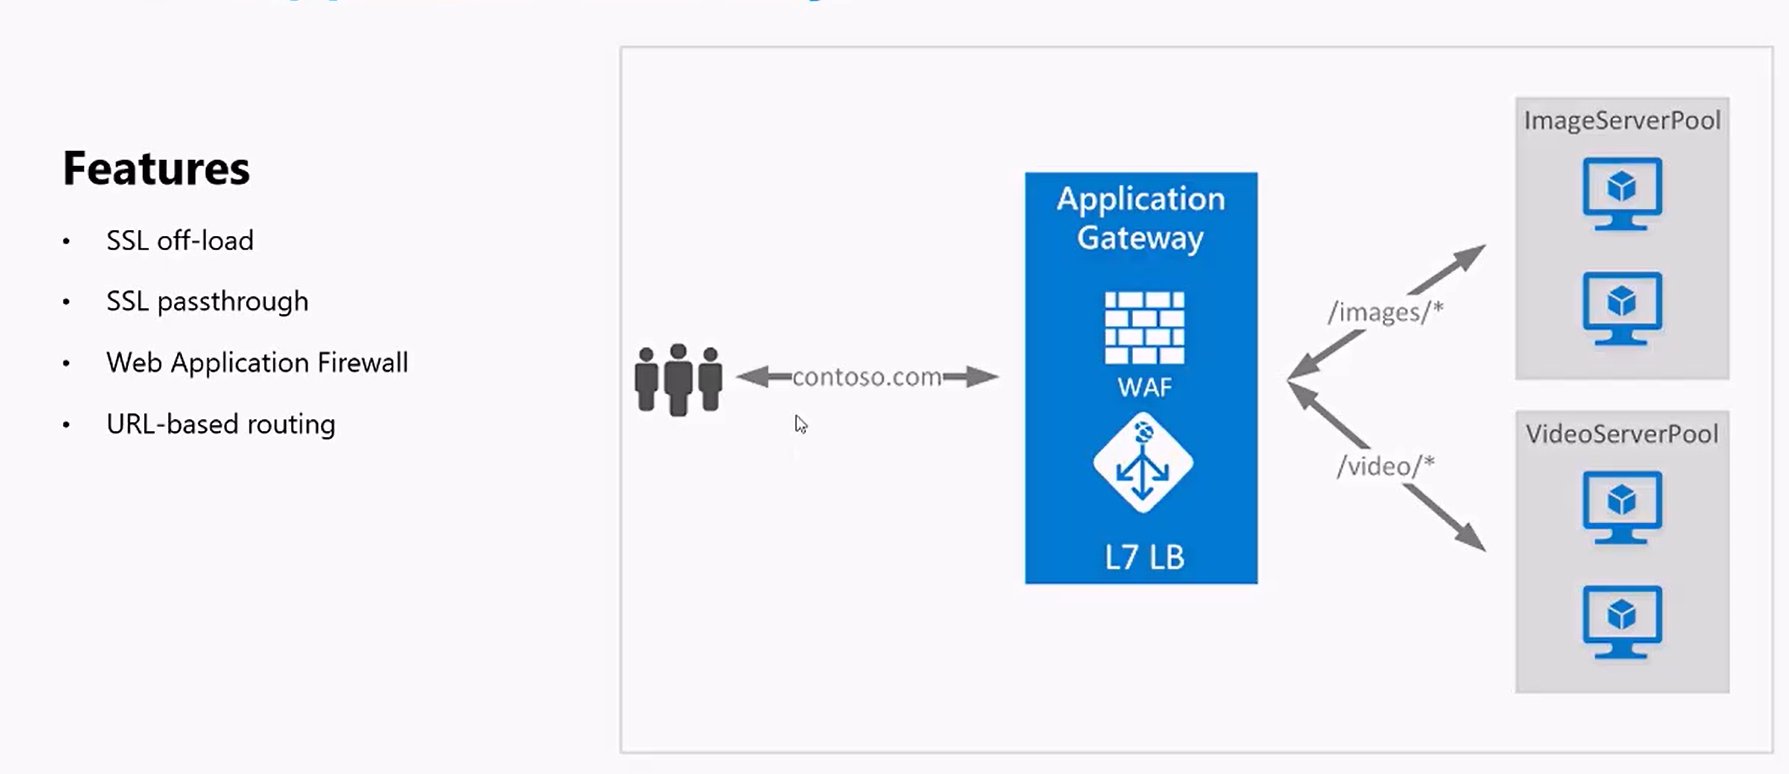 Features
• SSL off-load
• SSL passthrough
• Web Application Firewall
• URL-based routing
contoso.com
Application
Gateway
WAF
L7 LB
/images/*
/video/*
ImageServerPool
VideoServerPool